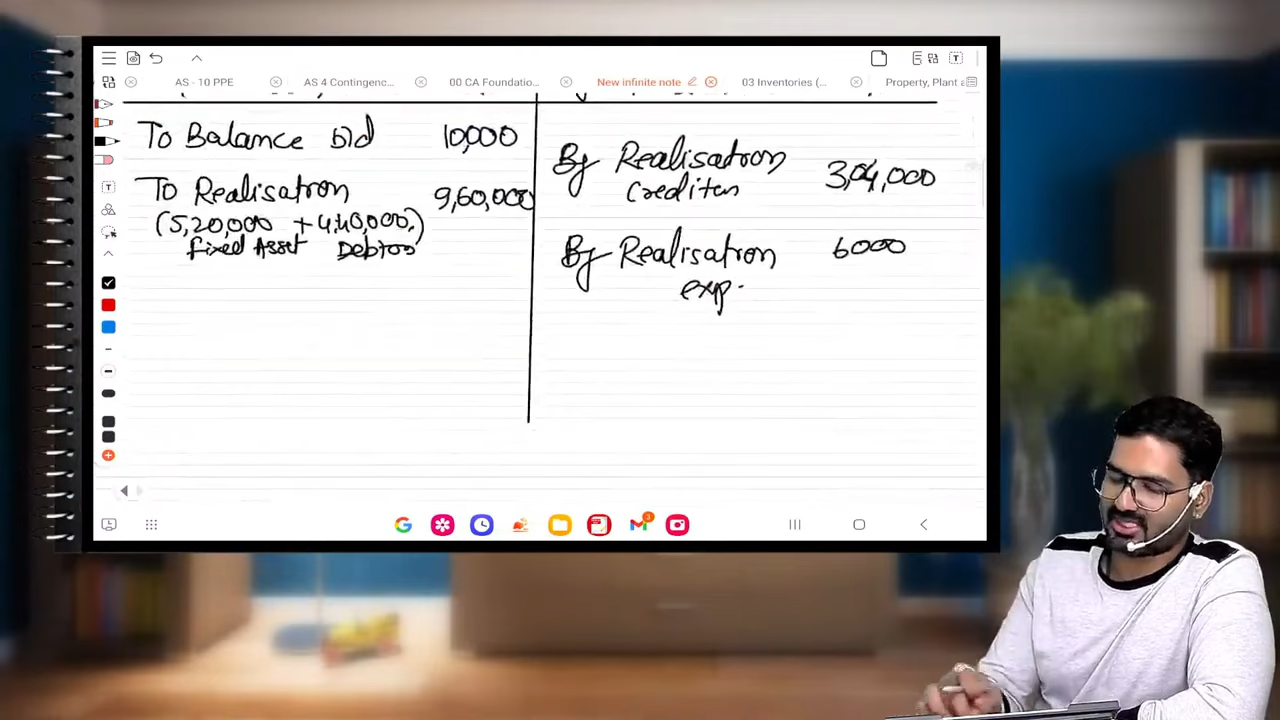 AS - 10 PPE
AS 4 Contingenc...
00 CA Foundatio...
New infinite note
03 Inventories (...
Property, Plant a
To Balance b/d 10,000
To Realisation 9,60,000
(5,20,000 + 4,40,000)
Fixed Asset Debtors
By Realisation 3,04,000
Creditors
By Realisation 6000
exp.